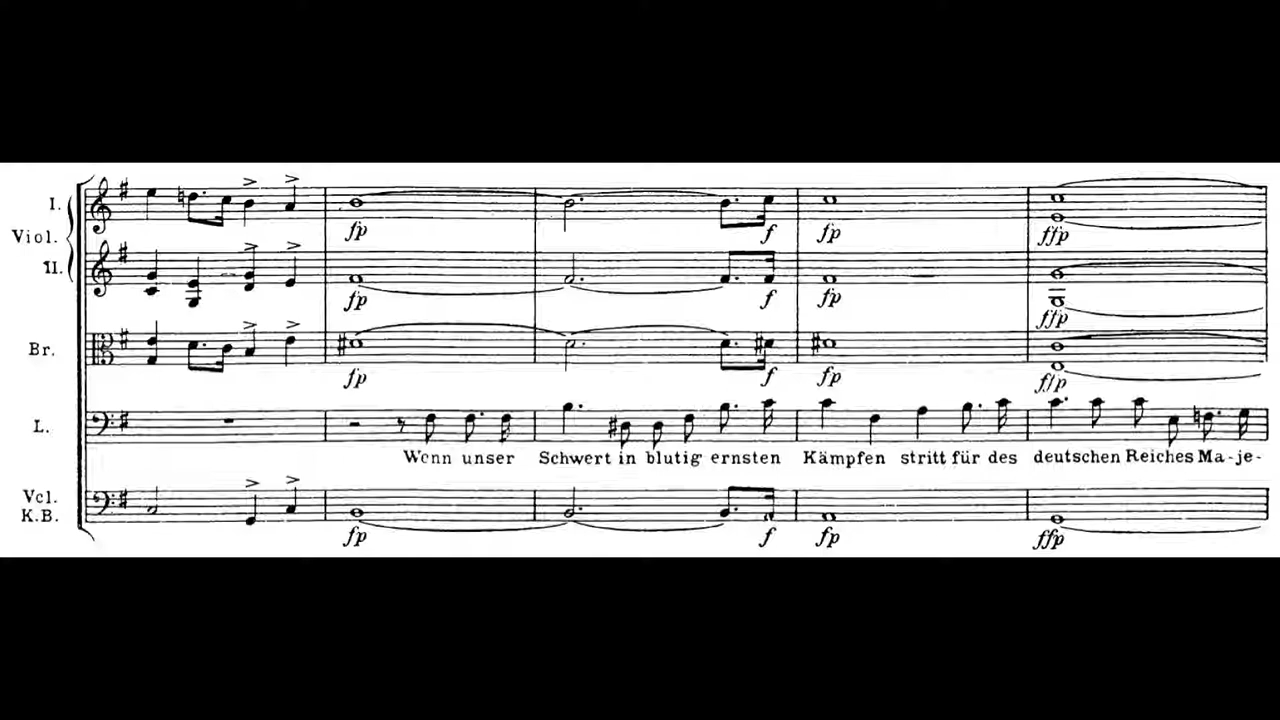 I.
Viol.
II.
fp f fp ffp
fp f fp ffp
Br.
fp f fp ffp
L.
Wenn unser Schwert in blutig ernsten Kämpfen stritt für des deutschen Reiches Ma-je-
Vcl.
K.B.
fp f fp ffp